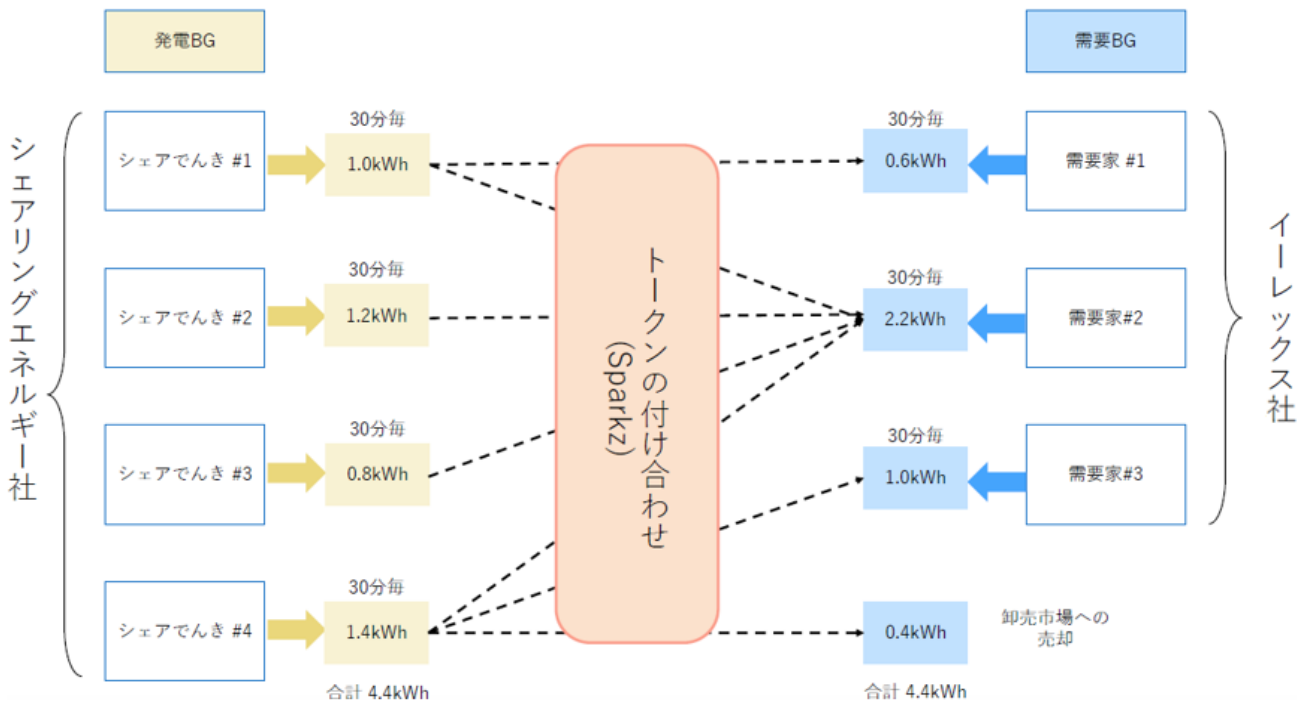 発電BG
需要BG
シェアリングエネルギー社
シェアでんき #1
30分毎
1.0kWh
シェアでんき #2
30分毎
1.2kWh
シェアでんき #3
30分毎
0.8kWh
シェアでんき #4
30分毎
1.4kWh
合計 4.4kWh
トークンの付け合わせ
(Sparkz)
30分毎
0.6kWh
需要家 #1
30分毎
2.2kWh
需要家#2
30分毎
1.0kWh
需要家#3
0.4kWh
卸売市場への
売却
合計 4.4kWh
イーレックス社